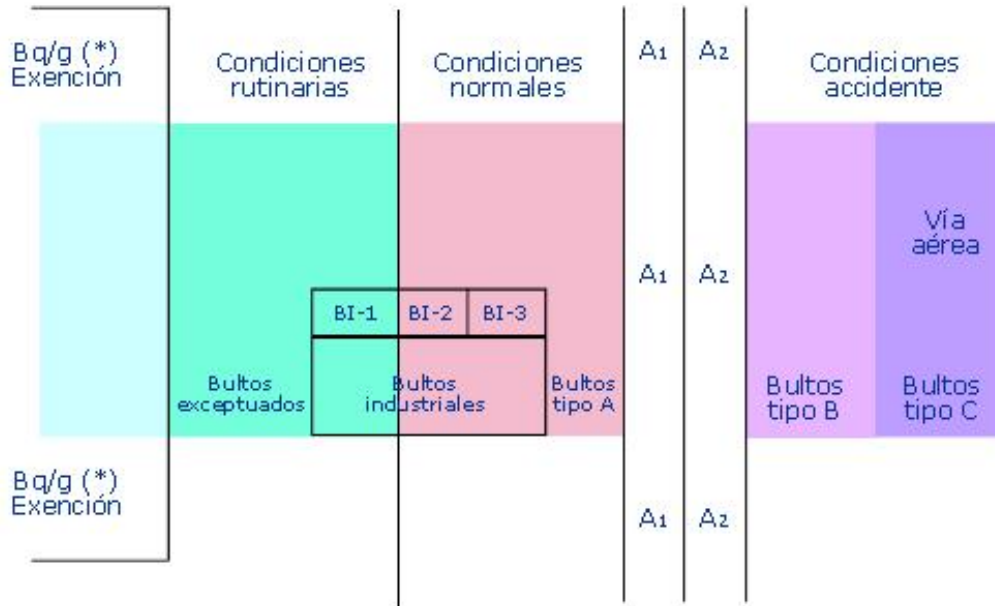 Bq/g (*)
Exención
Condiciones
rutinarias
Condiciones
normales
A1
A2
Condiciones
accidente
Vía
aérea
A1
A2
BI-1
BI-2
BI-3
Bultos
exceptuados
Bultos
industriales
Bultos
tipo A
Bultos
tipo B
Bultos
tipo C
Bq/g (*)
Exención
A1
A2